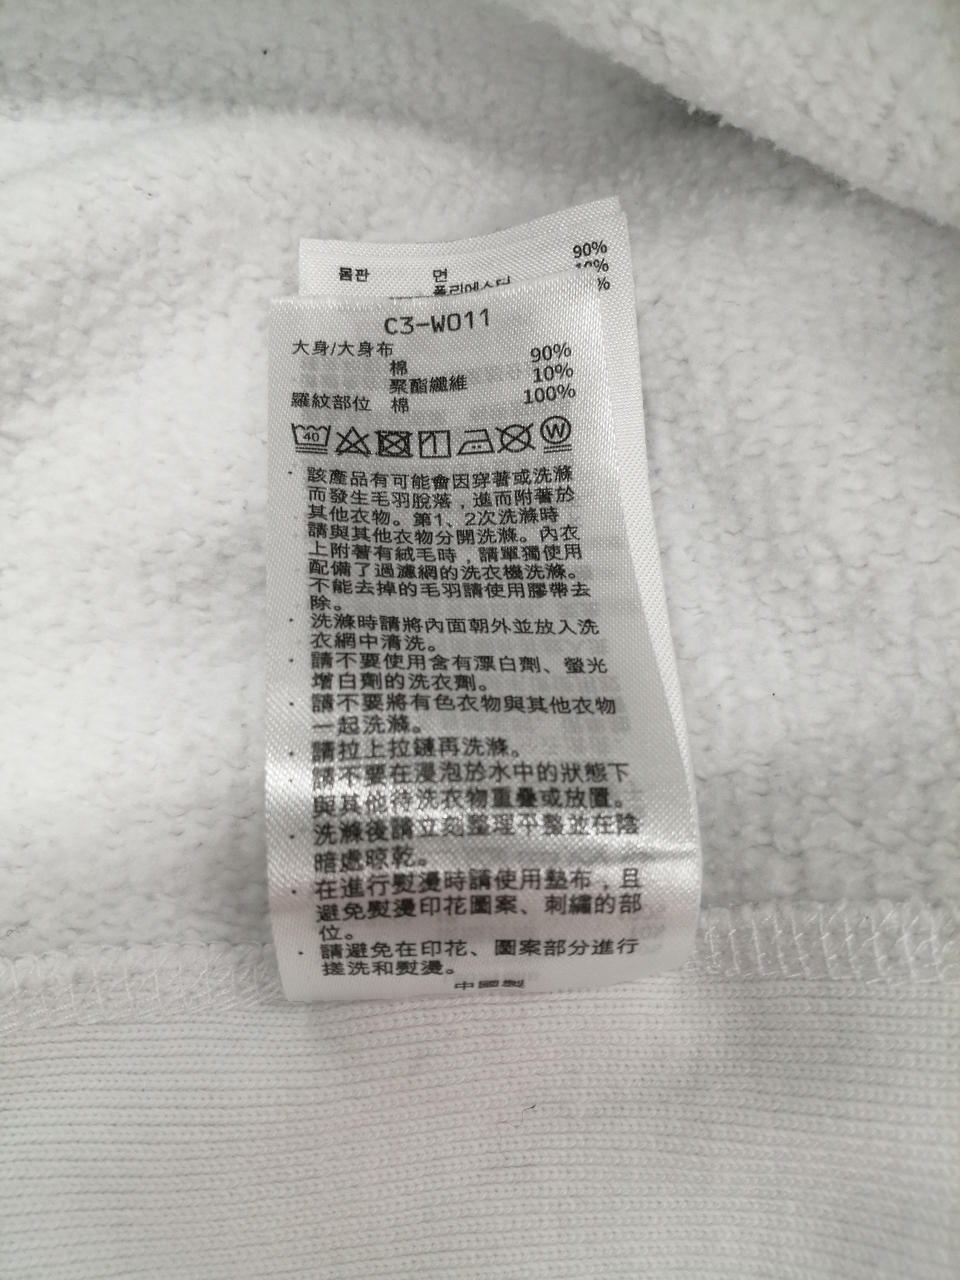 몸판 면 90%
폴리에스터 10%
%
C3-W011
大身/大身布
棉 90%
聚酯纖維 10%
羅紋部位 棉 100%
40
W
· 該產品有可能會因穿著或洗滌
而發生毛羽脫落，進而附著於
其他衣物。第1、2次洗滌時
請與其他衣物分開洗滌。內衣
上附著有絨毛時，請單獨使用
配備了過濾網的洗衣機洗滌。
不能去掉的毛羽請使用膠帶去
除。
· 洗滌時請將內面朝外並放入洗
衣網中清洗。
· 請不要使用含有漂白劑、螢光
增白劑的洗衣劑。
· 請不要將有色衣物與其他衣物
一起洗滌。
· 請拉上拉鏈再洗滌。
· 請不要在浸泡於水中的狀態下
與其他待洗衣物重疊或放置。
· 洗滌後請立刻整理平整並在陰
暗處晾乾。
· 在進行熨燙時請使用墊布，且
避免熨燙印花圖案、刺繡的部
位。
· 請避免在印花、圖案部分進行
搓洗和熨燙。
中國製